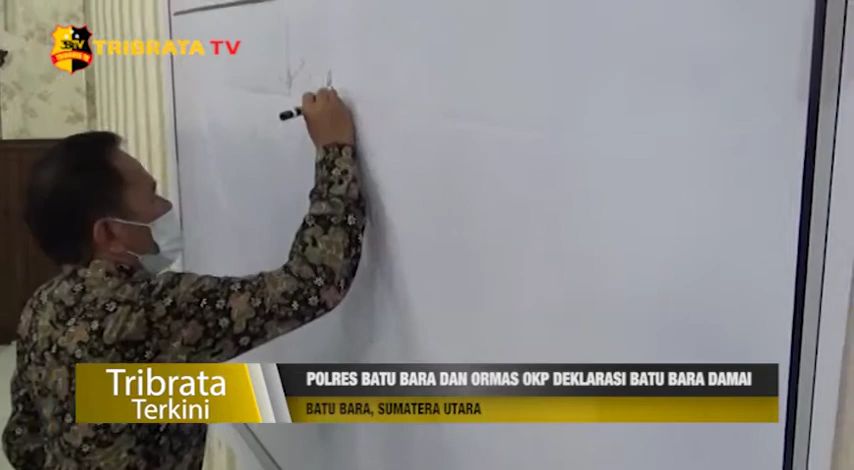 TRIBRATA TV
Tribrata
Terkini
POLRES BATU BARA DAN ORMAS OKP DEKLARASI BATU BARA DAMAI
BATU BARA, SUMATERA UTARA